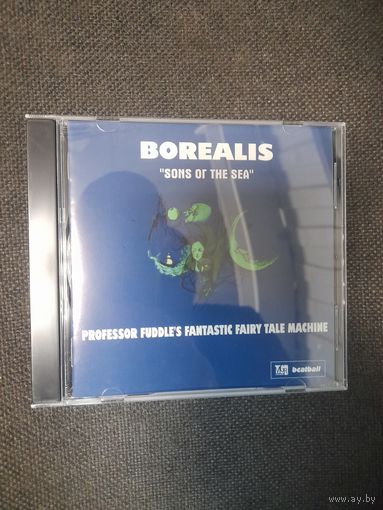 BOREALIS
"SONS OF THE SEA"
PROFESSOR FUDDLE'S FANTASTIC FAIRY TALE MACHINE
beatball
www.ay.by